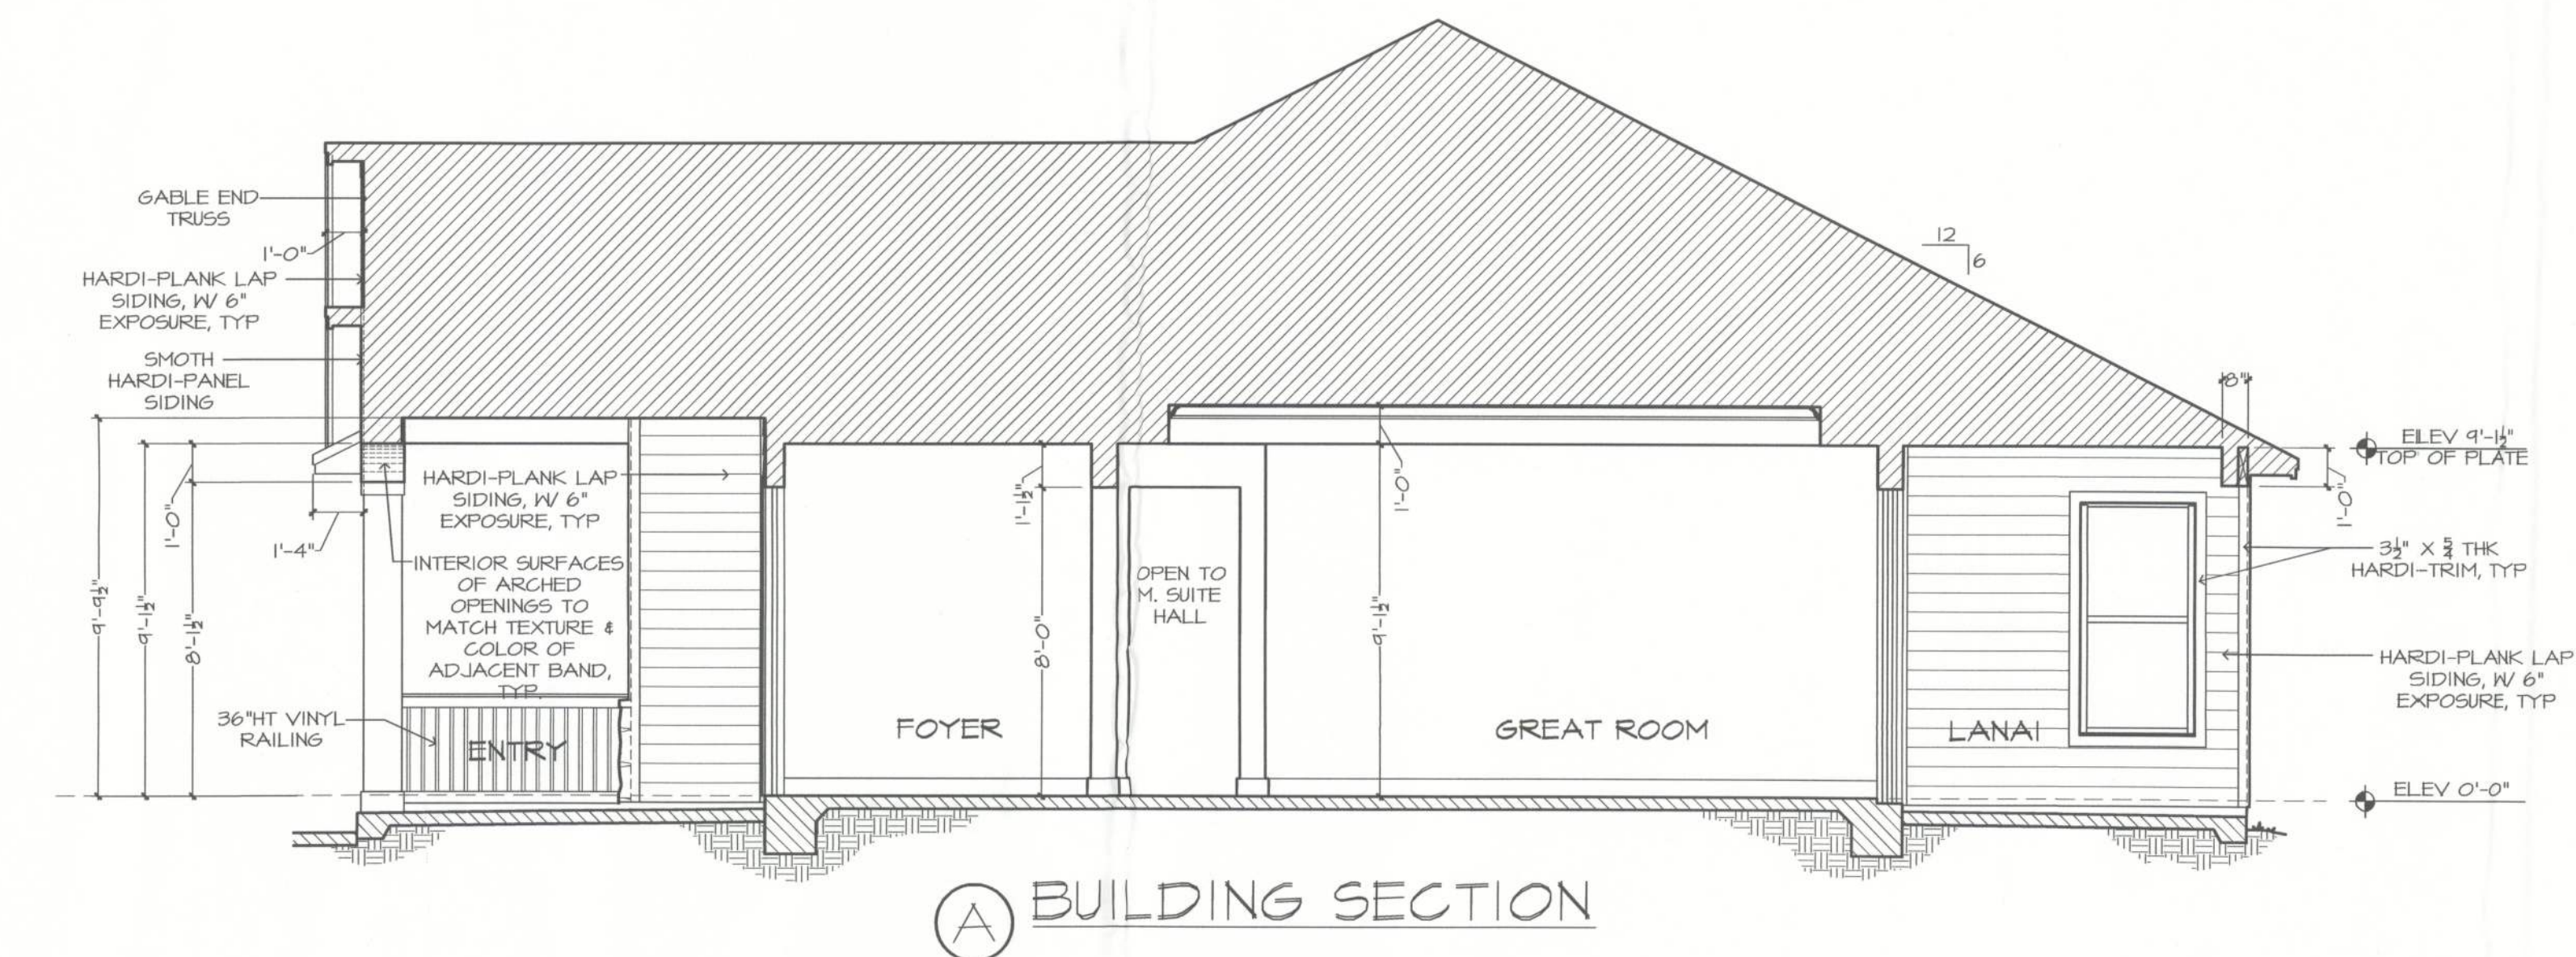 GABLE END
TRUSS
1'-0"
HARDI-PLANK LAP
SIDING, W/ 6"
EXPOSURE, TYP
SMOTH
HARDI-PANEL
SIDING
9'-9½"
9'-1½"
8'-1½"
1'-0"
1'-4"
36"HT VINYL
RAILING
HARDI-PLANK LAP
SIDING, W/ 6"
EXPOSURE, TYP
INTERIOR SURFACES
OF ARCHED
OPENINGS TO
MATCH TEXTURE &
COLOR OF
ADJACENT BAND,
TYP.
ENTRY
FOYER
1'-1½"
8'-0"
OPEN TO
M. SUITE
HALL
1'-0"
9'-1½"
GREAT ROOM
LANAI
12
6
8"
ELEV 9'-1½"
TOP OF PLATE
1'-0"
3½" X 5/4 THK
HARDI-TRIM, TYP
HARDI-PLANK LAP
SIDING, W/ 6"
EXPOSURE, TYP
ELEV 0'-0"
A BUILDING SECTION